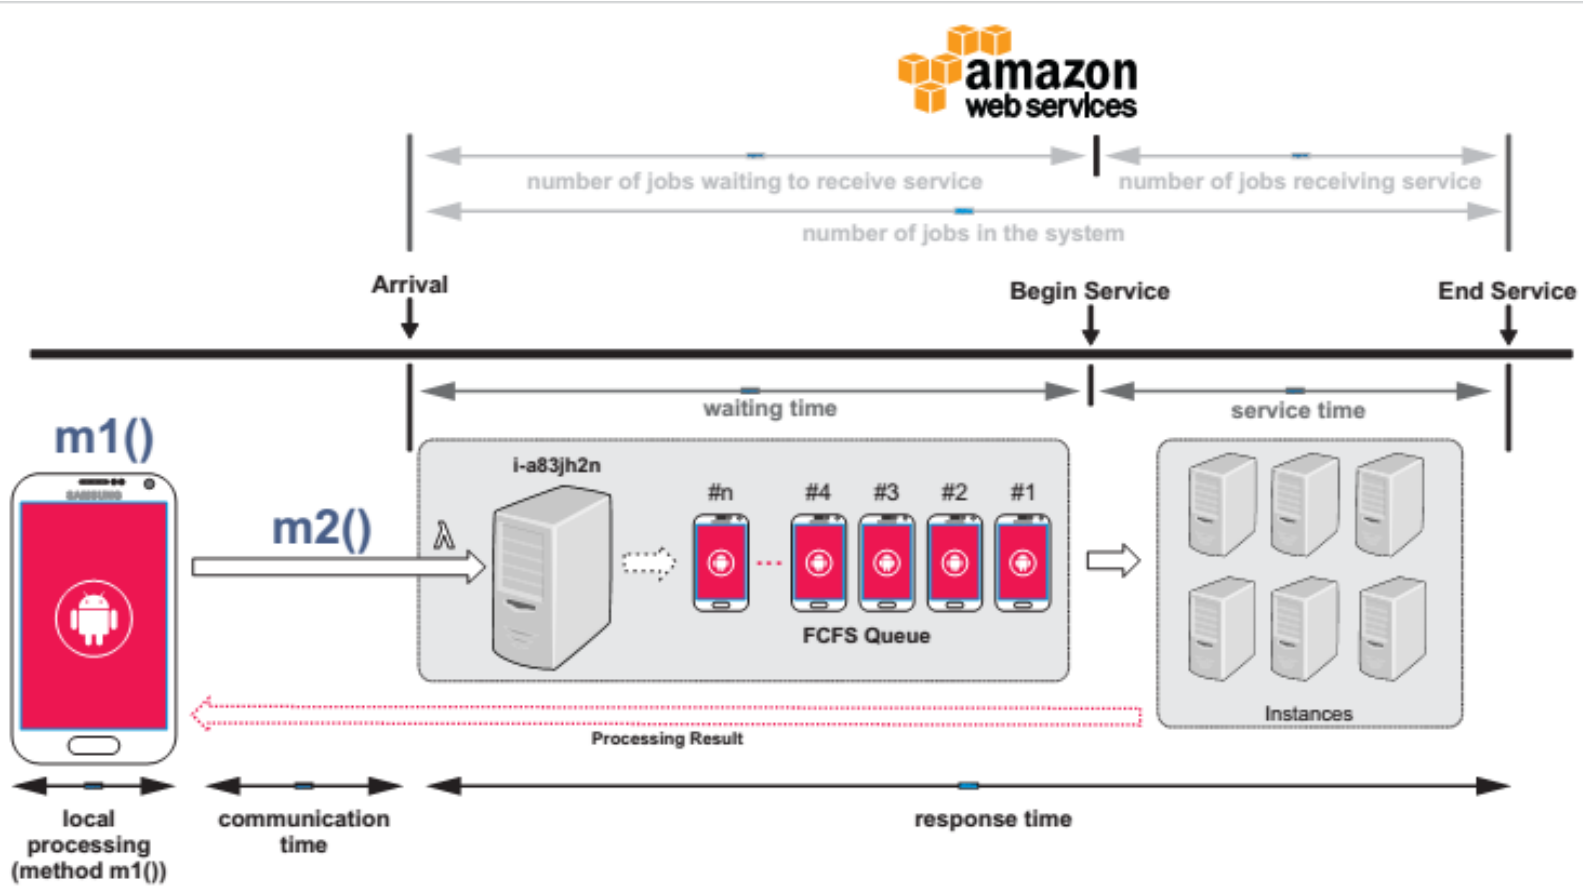 amazon
web services
number of jobs waiting to receive service
number of jobs receiving service
number of jobs in the system
Arrival
Begin Service
End Service
waiting time
service time
m1()
SAMSUNG
m2()
λ
i-a83jh2n
#n
#4
#3
#2
#1
FCFS Queue
Instances
Processing Result
local
processing
(method m1())
communication
time
response time